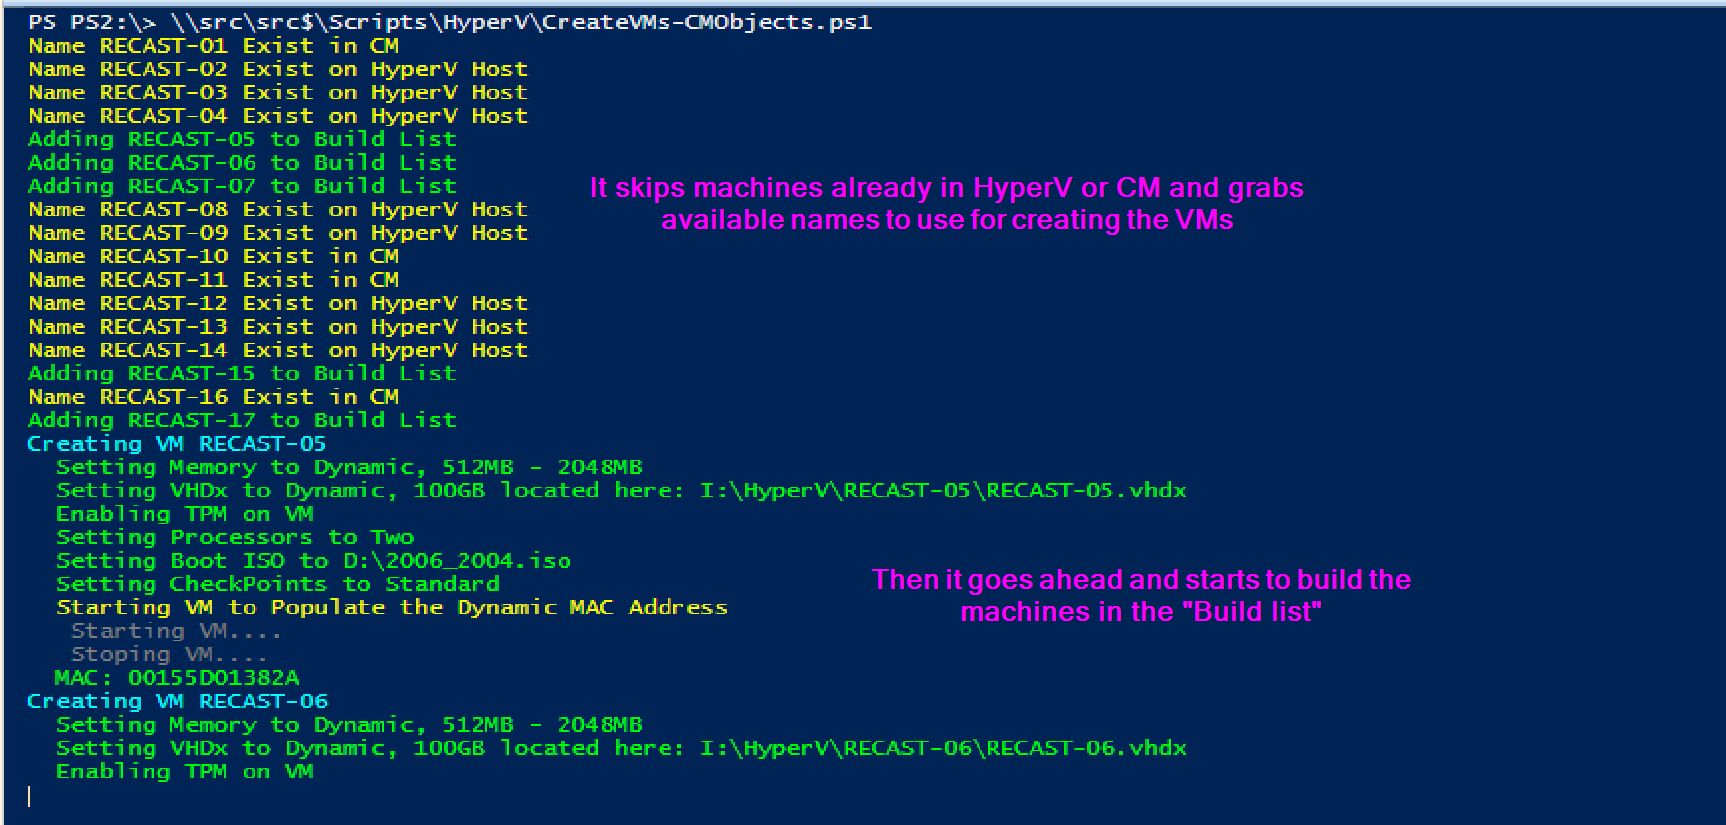 PS PS2:\> \\src\src$\Scripts\HyperV\CreateVMs-CMObjects.ps1
Name RECAST-01 Exist in CM
Name RECAST-02 Exist on HyperV Host
Name RECAST-03 Exist on HyperV Host
Name RECAST-04 Exist on HyperV Host
Adding RECAST-05 to Build List
Adding RECAST-06 to Build List
Adding RECAST-07 to Build List
Name RECAST-08 Exist on HyperV Host
Name RECAST-09 Exist on HyperV Host
Name RECAST-10 Exist in CM
Name RECAST-11 Exist in CM
Name RECAST-12 Exist on HyperV Host
Name RECAST-13 Exist on HyperV Host
Name RECAST-14 Exist on HyperV Host
Adding RECAST-15 to Build List
Name RECAST-16 Exist in CM
Adding RECAST-17 to Build List
It skips machines already in HyperV or CM and grabs
available names to use for creating the VMs
Creating VM RECAST-05
Setting Memory to Dynamic, 512MB - 2048MB
Setting VHDx to Dynamic, 100GB located here: I:\HyperV\RECAST-05\RECAST-05.vhdx
Enabling TPM on VM
Setting Processors to Two
Setting Boot ISO to D:\2006_2004.iso
Setting CheckPoints to Standard
Starting VM to Populate the Dynamic MAC Address
Starting VM....
Stoping VM....
MAC: 00155D01382A
Creating VM RECAST-06
Setting Memory to Dynamic, 512MB - 2048MB
Setting VHDx to Dynamic, 100GB located here: I:\HyperV\RECAST-06\RECAST-06.vhdx
Enabling TPM on VM
Then it goes ahead and starts to build the
machines in the "Build list"